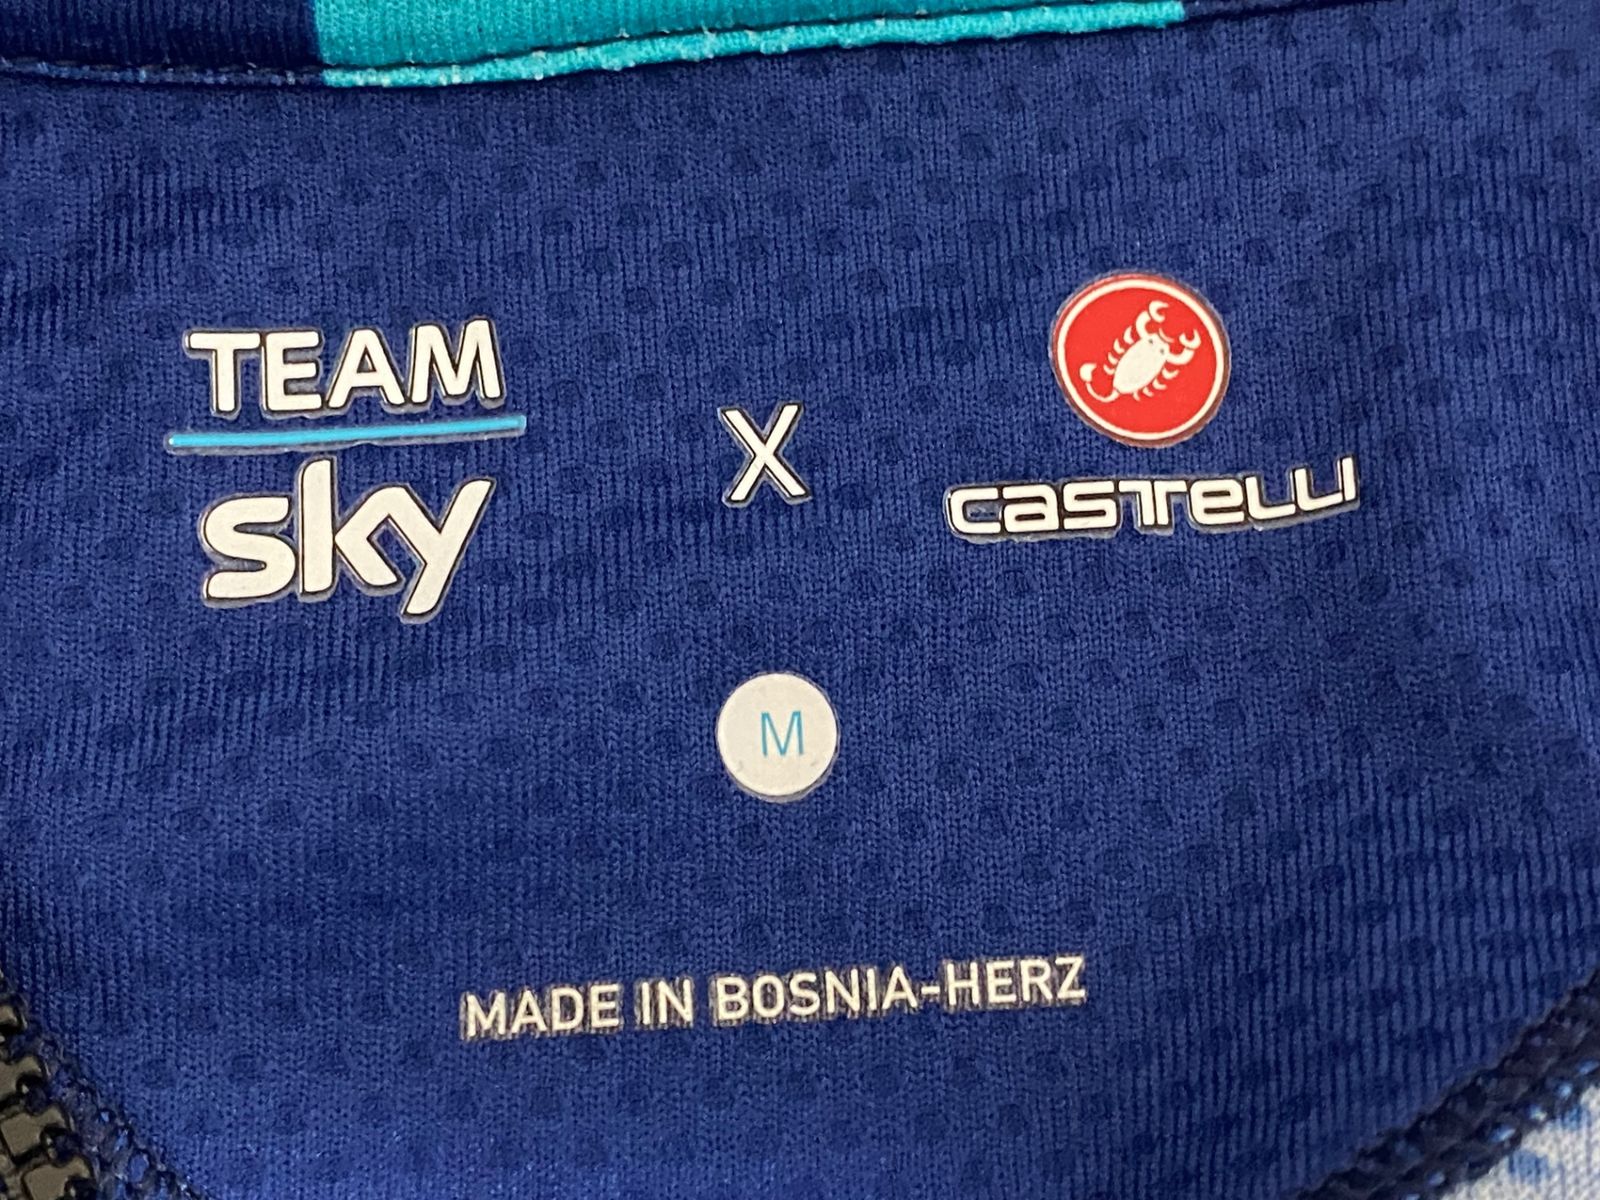 TEAM
sky
X
castelli
M
MADE IN BOSNIA-HERZ